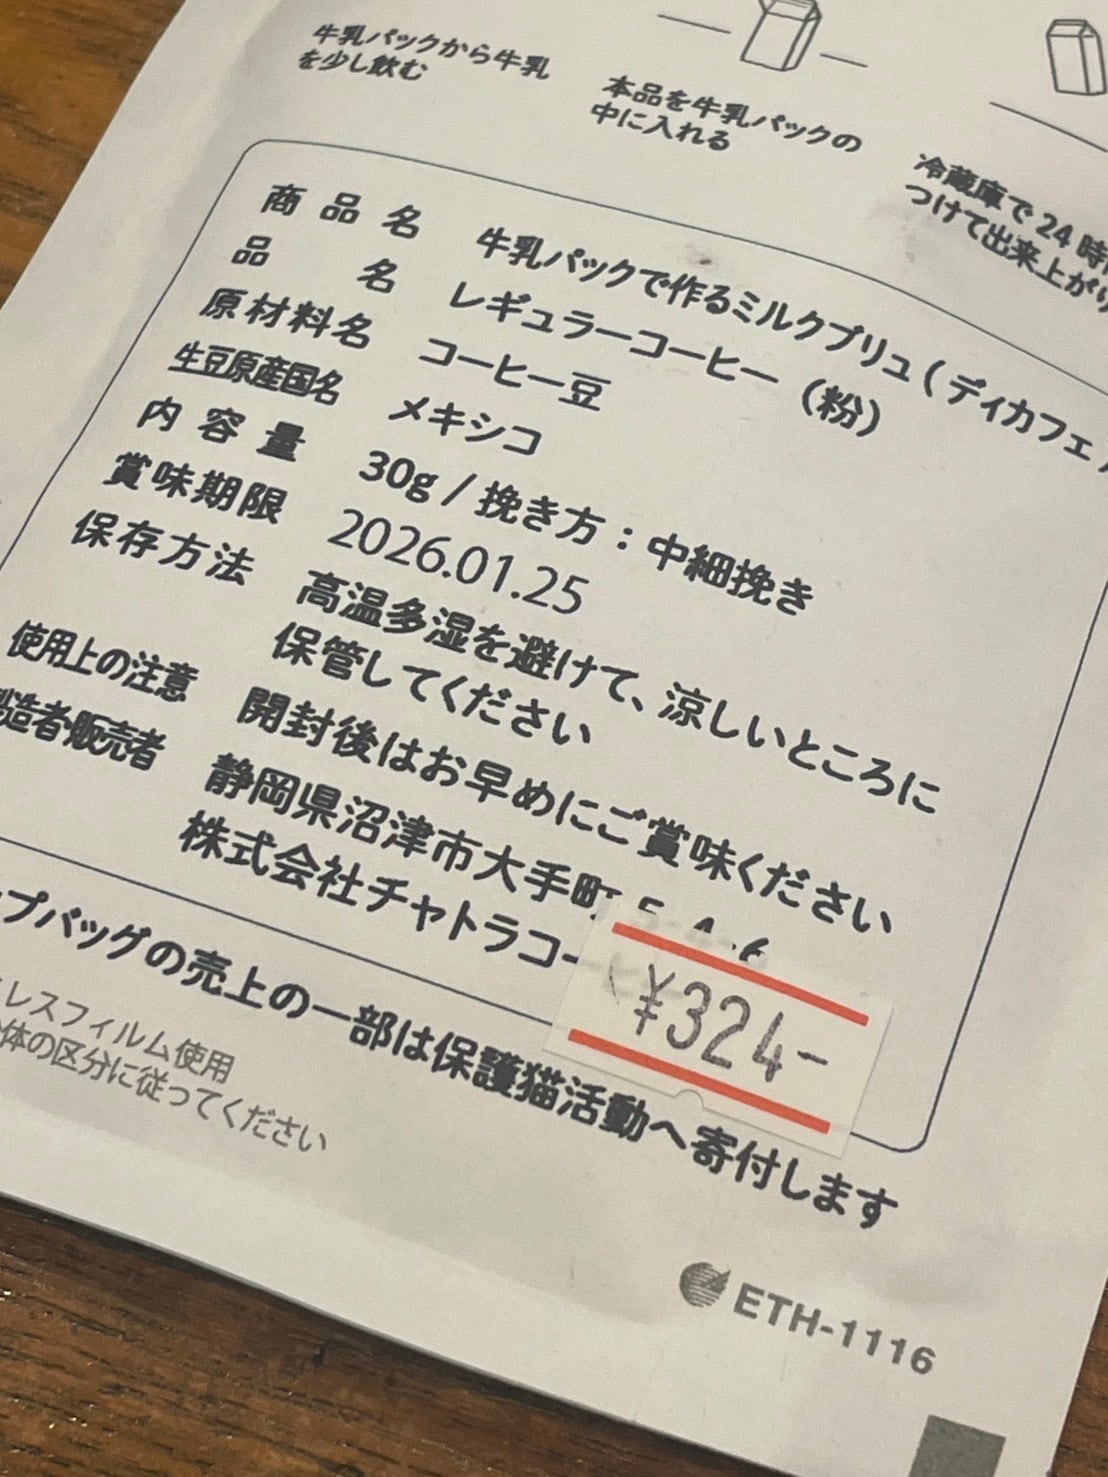 牛乳パックから牛乳
を少し飲む
本品を牛乳パックの
中に入れる
冷蔵庫で24時
つけて出来上がり
商品名 牛乳パックで作るミルクブリュ(ディカフェ
品名 レギュラーコーヒー(粉)
原材料名 コーヒー豆
生豆原産国名 メキシコ
内容量 30g / 挽き方:中細挽き
賞味期限 2026.01.25
保存方法 高温多湿を避けて、涼しいところに
保管してください
使用上の注意 開封後はお早めにご賞味ください
造者・販売者 静岡県沼津市大手町 5-4-6
株式会社チャトラコーヒー
¥324-
プバッグの売上の一部は保護猫活動へ寄付します
レスフィルム使用
体の区分に従ってください
ETH-1116